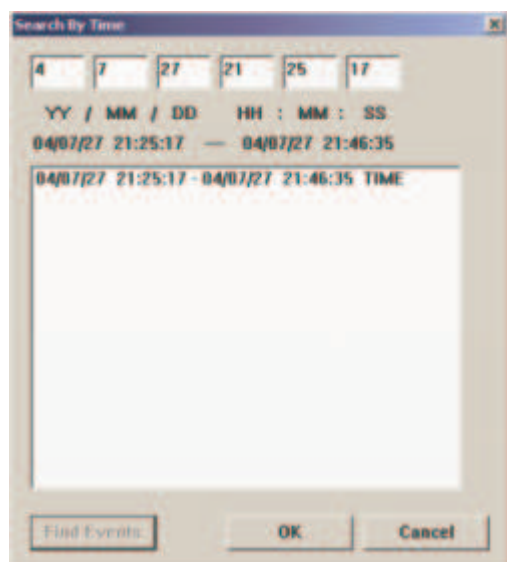 Search By Time
4 7 27 21 25 17
YY / MM / DD HH : MM : SS
04/07/27 21:25:17 — 04/07/27 21:46:35
04/07/27 21:25:17 - 04/07/27 21:46:35 TIME
Find Events OK Cancel